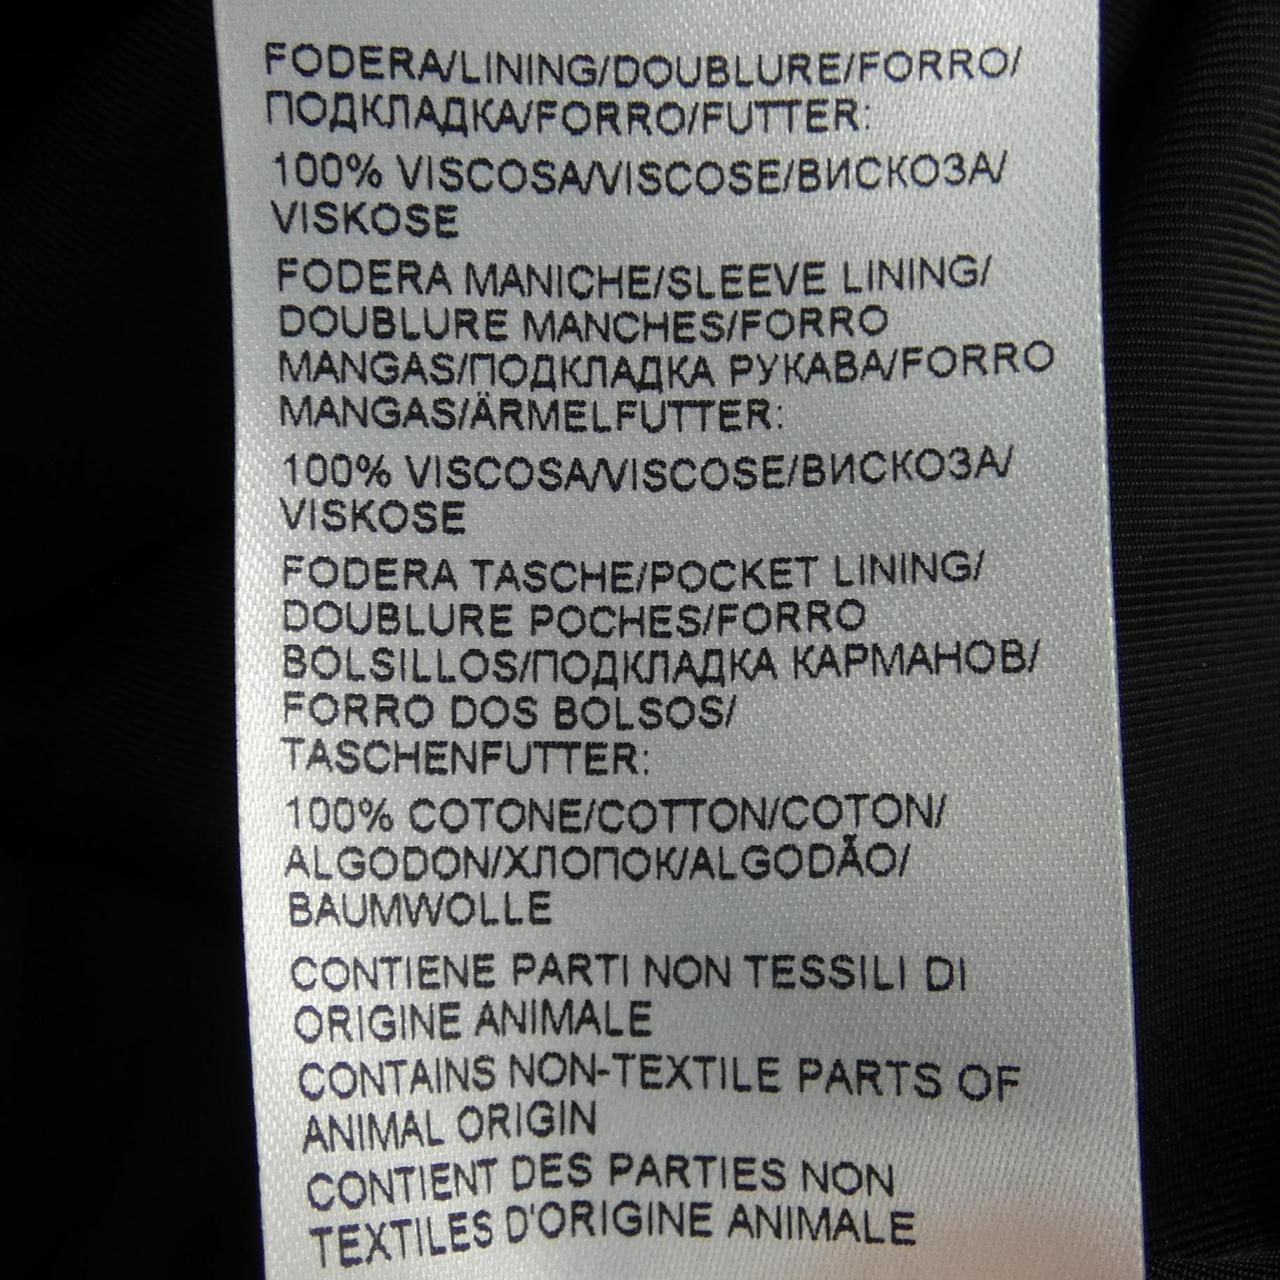 FODERA/LINING/DOUBLURE/FORRO/
ПОДКЛАДКА/FORRO/FUTTER:
100% VISCOSA/VISCOSE/ВИСКОЗА/
VISKOSE
FODERA MANICHE/SLEEVE LINING/
DOUBLURE MANCHES/FORRO
MANGAS/ПОДКЛАДКА РУКАВА/FORRO
MANGAS/ÄRMELFUTTER:
100% VISCOSA/VISCOSE/ВИСКОЗА/
VISKOSE
FODERA TASCHE/POCKET LINING/
DOUBLURE POCHES/FORRO
BOLSILLOS/ПОДКЛАДКА КАРМАНОВ/
FORRO DOS BOLSOS/
TASCHENFUTTER:
100% COTONE/COTTON/COTON/
ALGODON/ХЛОПОК/ALGODÃO/
BAUMWOLLE
CONTIENE PARTI NON TESSILI DI
ORIGINE ANIMALE
CONTAINS NON-TEXTILE PARTS OF
ANIMAL ORIGIN
CONTIENT DES PARTIES NON
TEXTILES D'ORIGINE ANIMALE